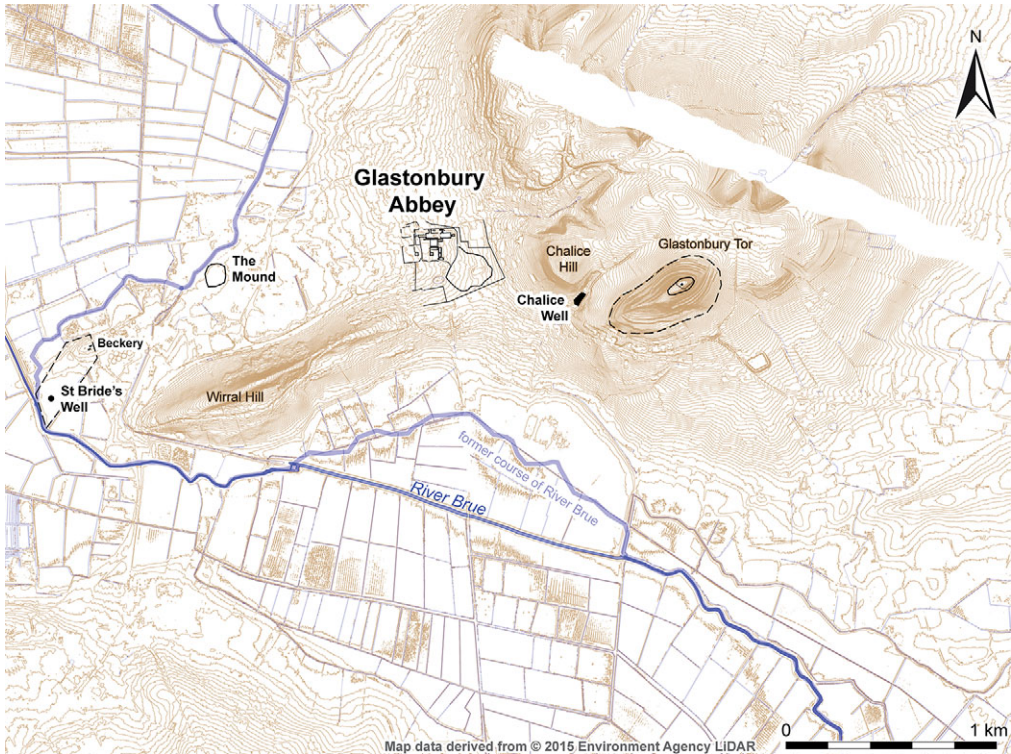 N
Glastonbury
Abbey
Chalice
Hill
Glastonbury Tor
The
Mound
Chalice
Well
Beckery
St Bride's
Well
Wirral Hill
former course of River Brue
River Brue
0 1 km
Map data derived from © 2015 Environment Agency LiDAR